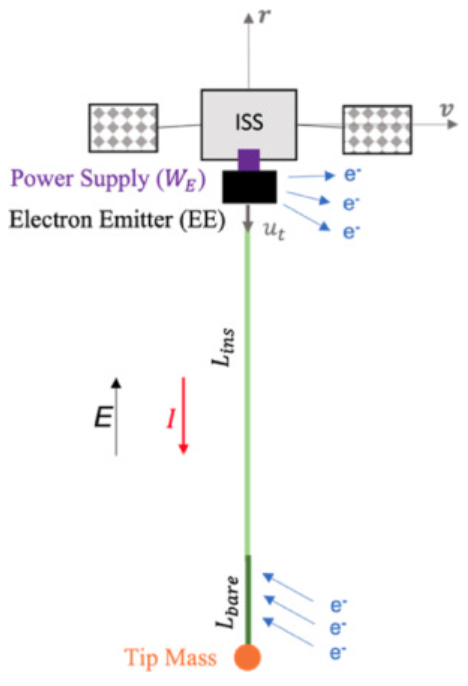 r
ISS
v
Power Supply (W_E)
e-
Electron Emitter (EE)
e-
u_t
e-
L_ins
E
I
L_bare
e-
e-
e-
Tip Mass